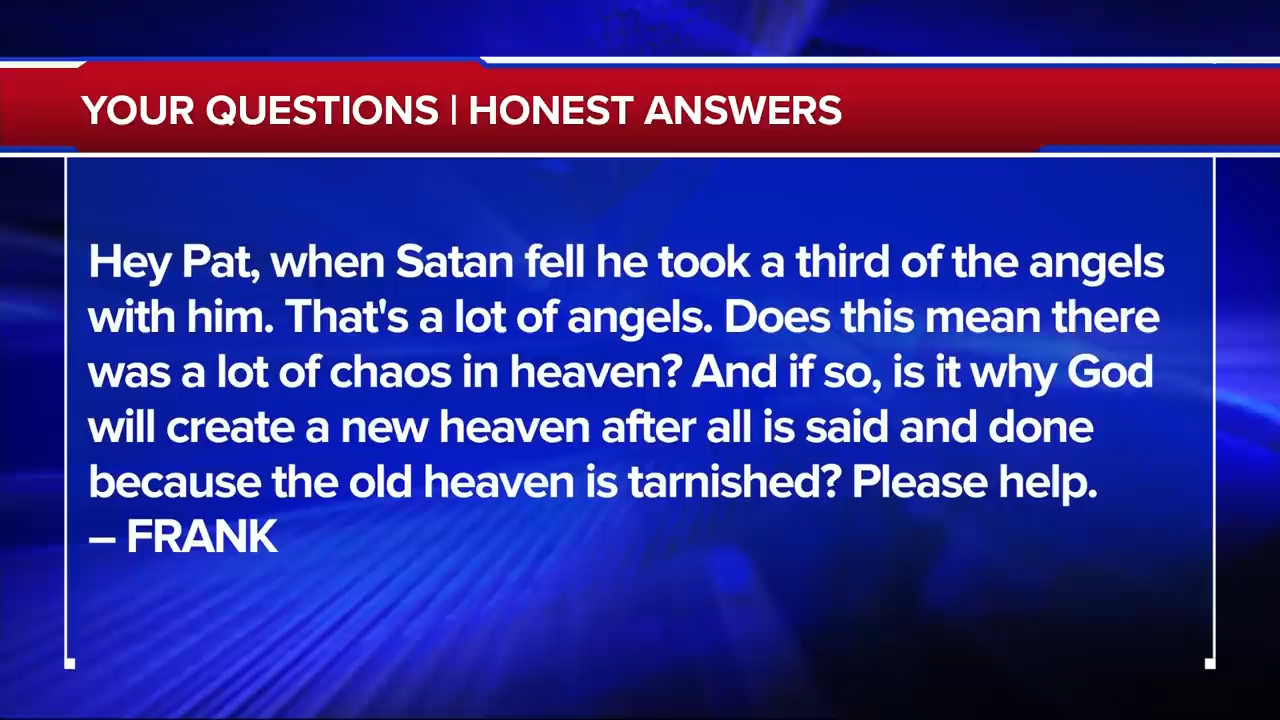 YOUR QUESTIONS | HONEST ANSWERS
Hey Pat, when Satan fell he took a third of the angels
with him. That's a lot of angels. Does this mean there
was a lot of chaos in heaven? And if so, is it why God
will create a new heaven after all is said and done
because the old heaven is tarnished? Please help.
– FRANK